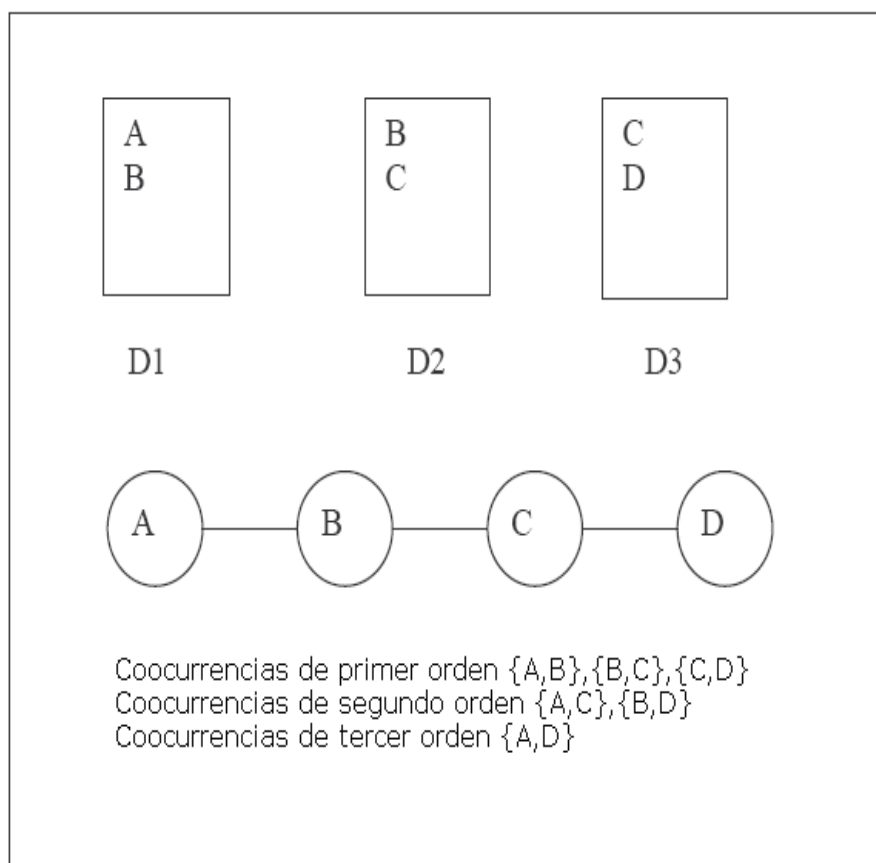 A
B
B
C
C
D
D1
D2
D3
A
B
C
D
Coocurrencias de primer orden {A,B},{B,C},{C,D}
Coocurrencias de segundo orden {A,C},{B,D}
Coocurrencias de tercer orden {A,D}